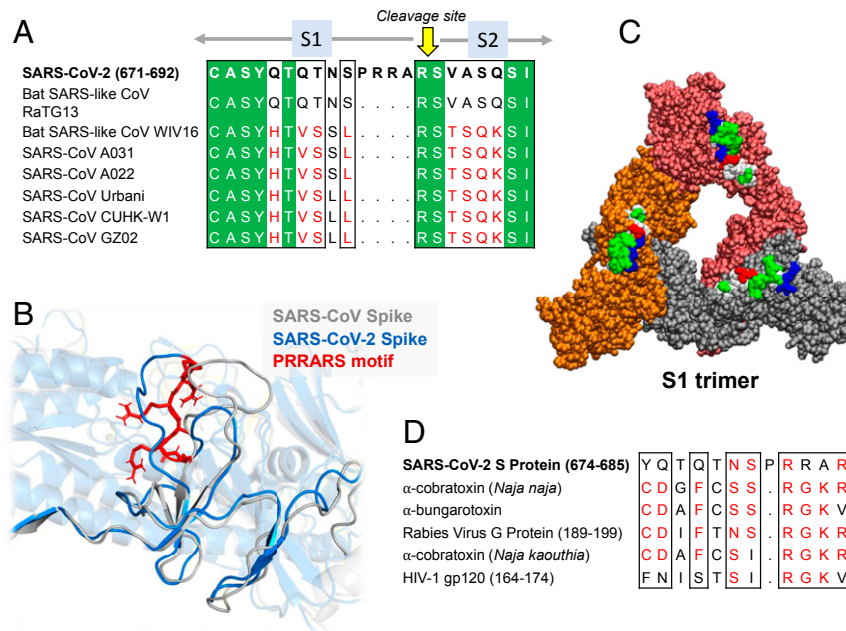 A
Cleavage site
S1
S2
SARS-CoV-2 (671-692) C A S Y Q T Q T N S P R R A R S V A S Q S I
Bat SARS-like CoV
RaTG13 C A S Y Q T Q T N S . . . . R S V A S Q S I
Bat SARS-like CoV WIV16 C A S Y H T V S S L . . . . R S T S Q K S I
SARS-CoV A031 C A S Y H T V S S L . . . . R S T S Q K S I
SARS-CoV A022 C A S Y H T V S S L . . . . R S T S Q K S I
SARS-CoV Urbani C A S Y H T V S L L . . . . R S T S Q K S I
SARS-CoV CUHK-W1 C A S Y H T V S L L . . . . R S T S Q K S I
SARS-CoV GZ02 C A S Y H T V S L L . . . . R S T S Q K S I
B
SARS-CoV Spike
SARS-CoV-2 Spike
PRRARS motif
C
S1 trimer
D
SARS-CoV-2 S Protein (674-685) Y Q T Q T N S P R R A R
α-cobratoxin (Naja naja) C D G F C S S . R G K R
α-bungarotoxin C D A F C S S . R G K V
Rabies Virus G Protein (189-199) C D I F T N S . R G K R
α-cobratoxin (Naja kaouthia) C D A F C S I . R G K R
HIV-1 gp120 (164-174) F N I S T S I . R G K V